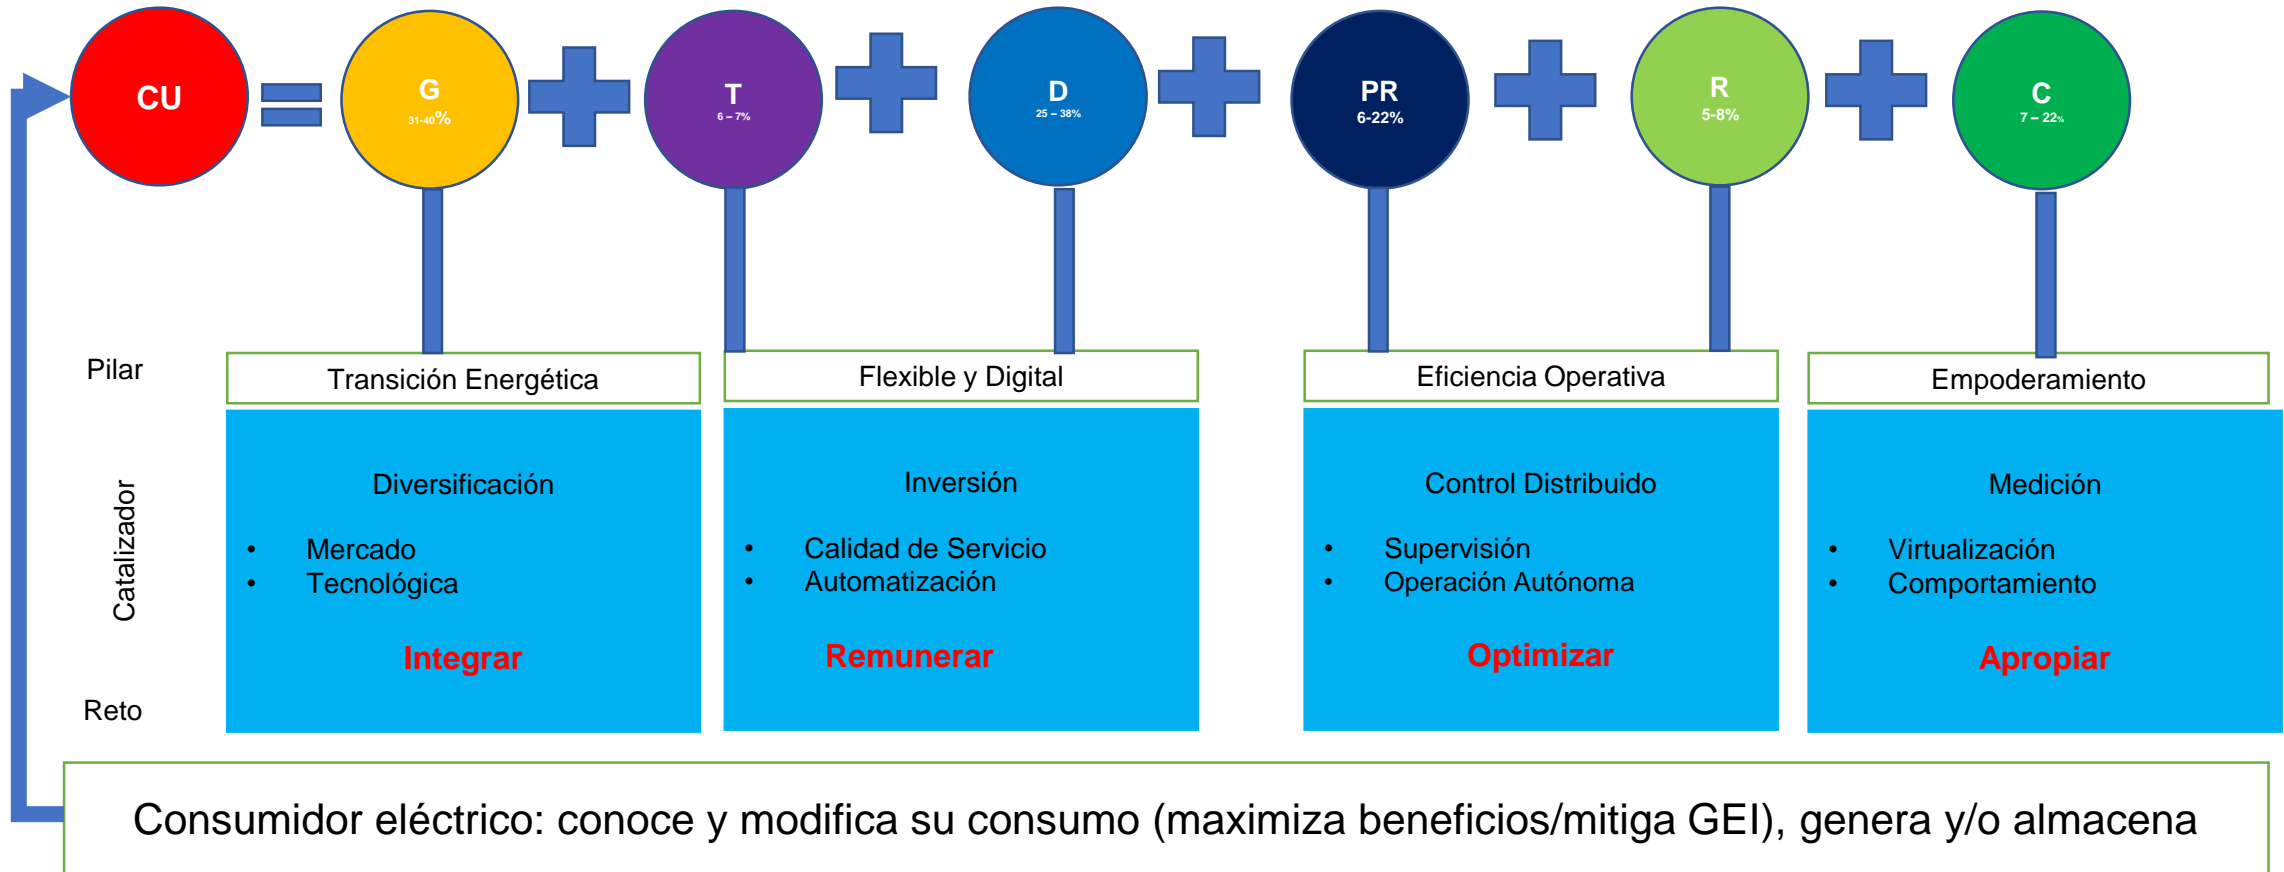 CU
G
31-40%
T
6 – 7%
D
25 – 38%
PR
6-22%
R
5-8%
C
7 – 22%
Pilar
Transición Energética
Flexible y Digital
Eficiencia Operativa
Empoderamiento
Catalizador
Diversificación
• Mercado
• Tecnológica
Integrar
Inversión
• Calidad de Servicio
• Automatización
Remunerar
Control Distribuido
• Supervisión
• Operación Autónoma
Optimizar
Medición
• Virtualización
• Comportamiento
Apropiar
Reto
Consumidor eléctrico: conoce y modifica su consumo (maximiza beneficios/mitiga GEI), genera y/o almacena